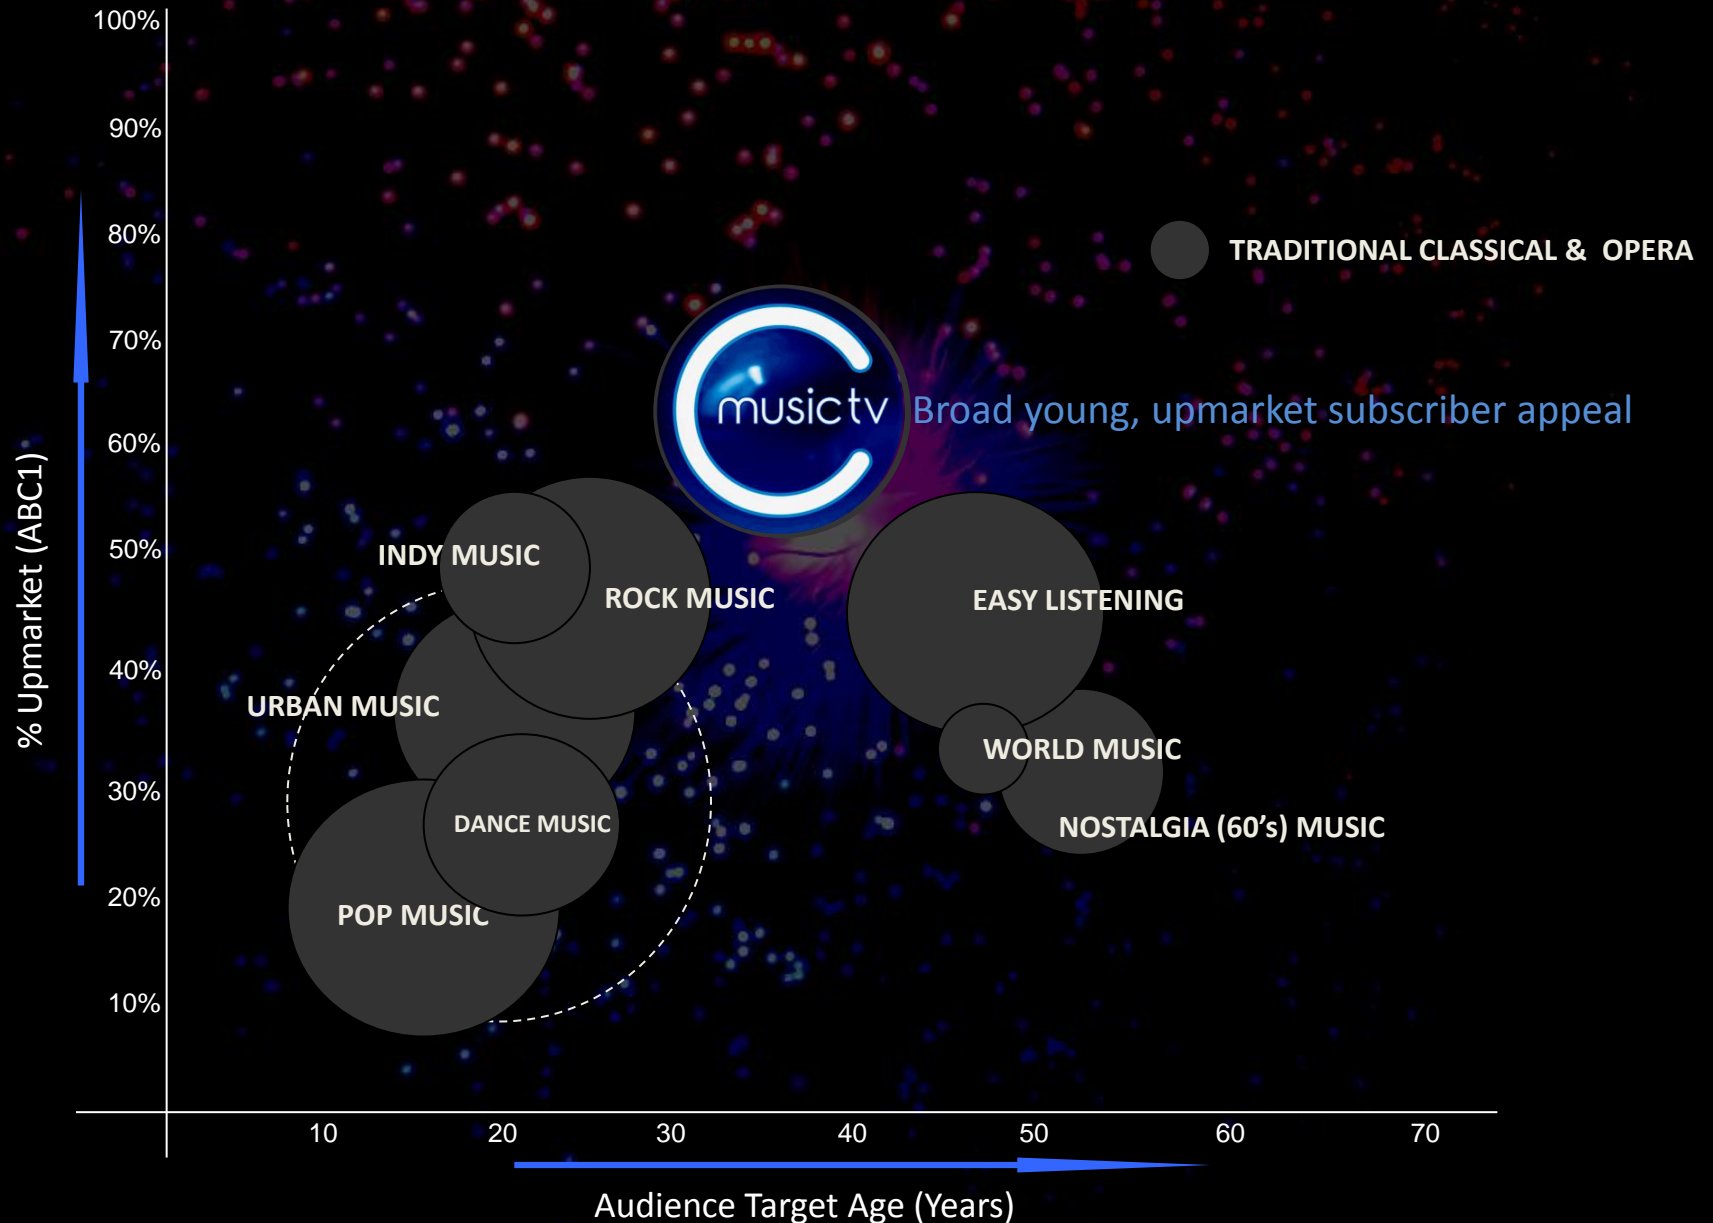 100%
90%
80%
TRADITIONAL CLASSICAL &  OPERA
70%
musictv
Broad young, upmarket subscriber appeal
60%
50%
INDY MUSIC
ROCK MUSIC
EASY LISTENING
% Upmarket (ABC1)
40%
URBAN MUSIC
WORLD MUSIC
30%
DANCE MUSIC
NOSTALGIA (60’s) MUSIC
20%
POP MUSIC
10%
10 20 30 40 50 60 70
Audience Target Age (Years)